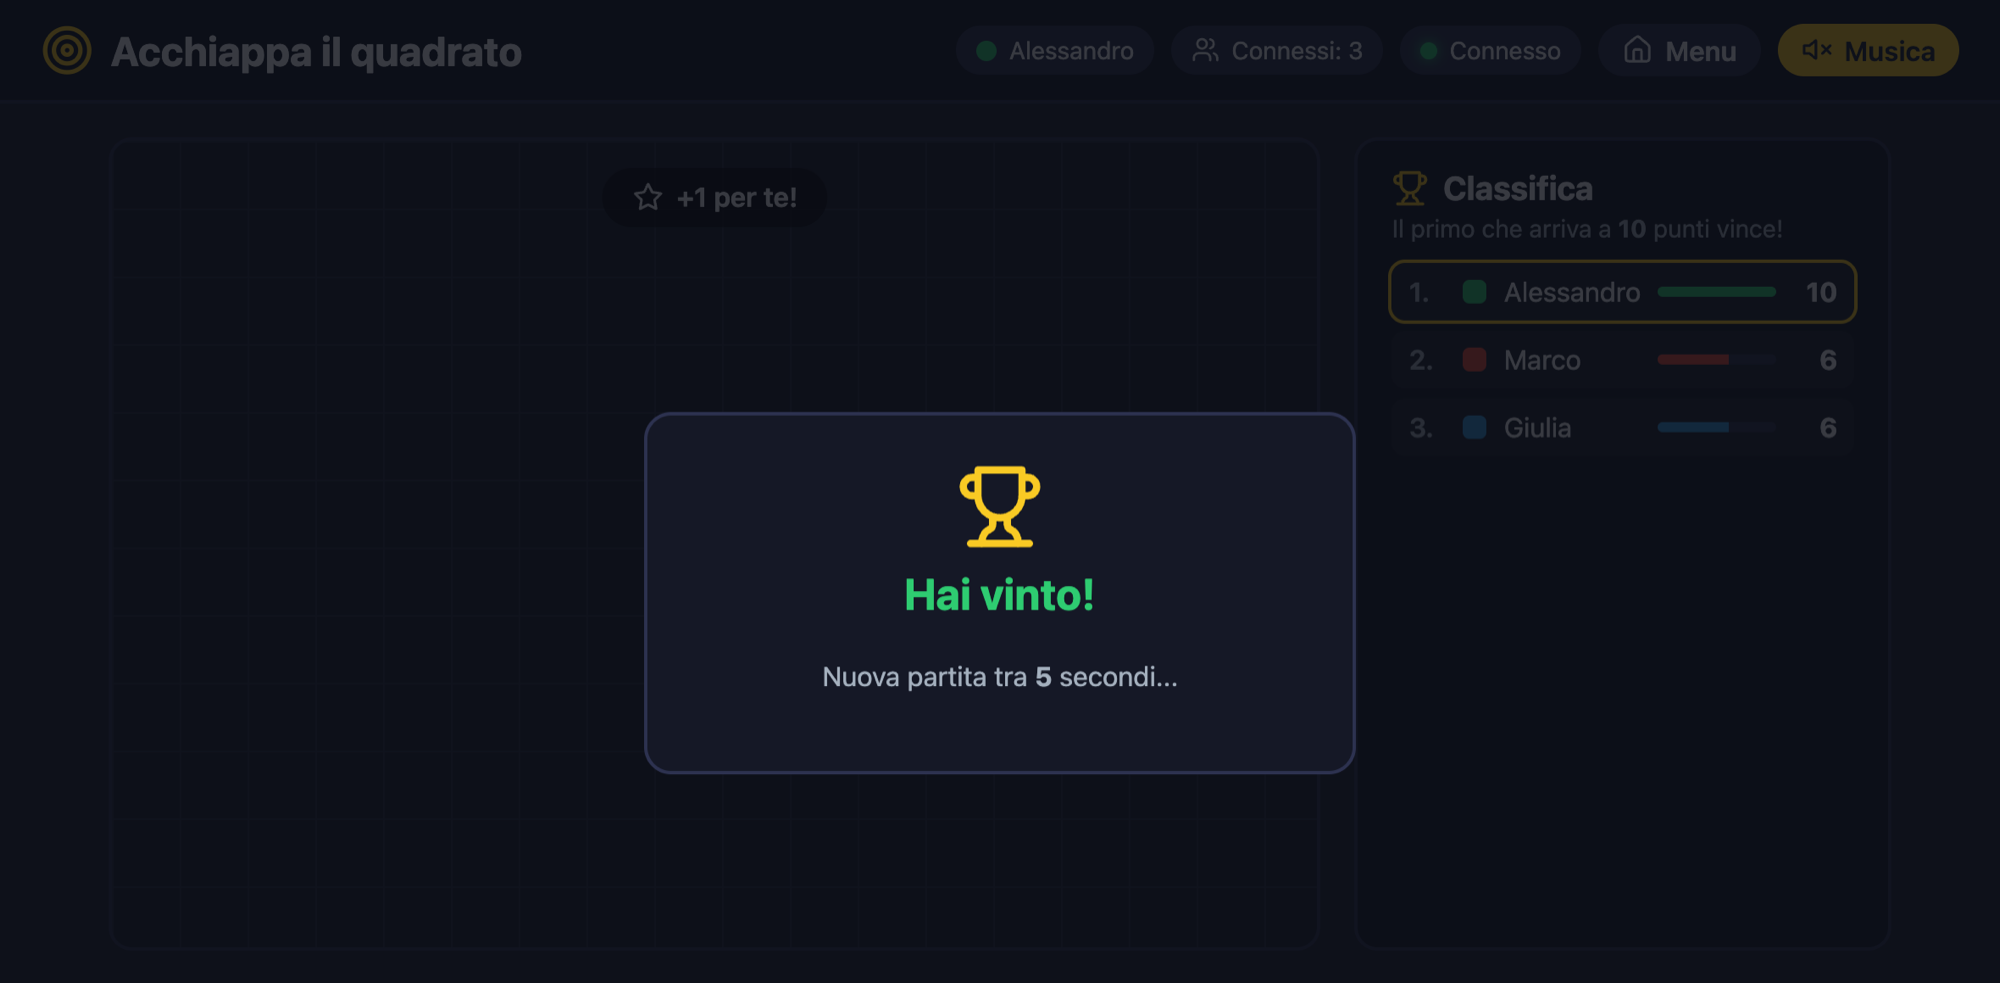 Acchiappa il quadrato
Alessandro
Connessi: 3
Connesso
Menu
Musica
+1 per te!
Classifica
Il primo che arriva a 10 punti vince!
1. Alessandro 10
2. Marco 6
3. Giulia 6
Hai vinto!
Nuova partita tra 5 secondi...